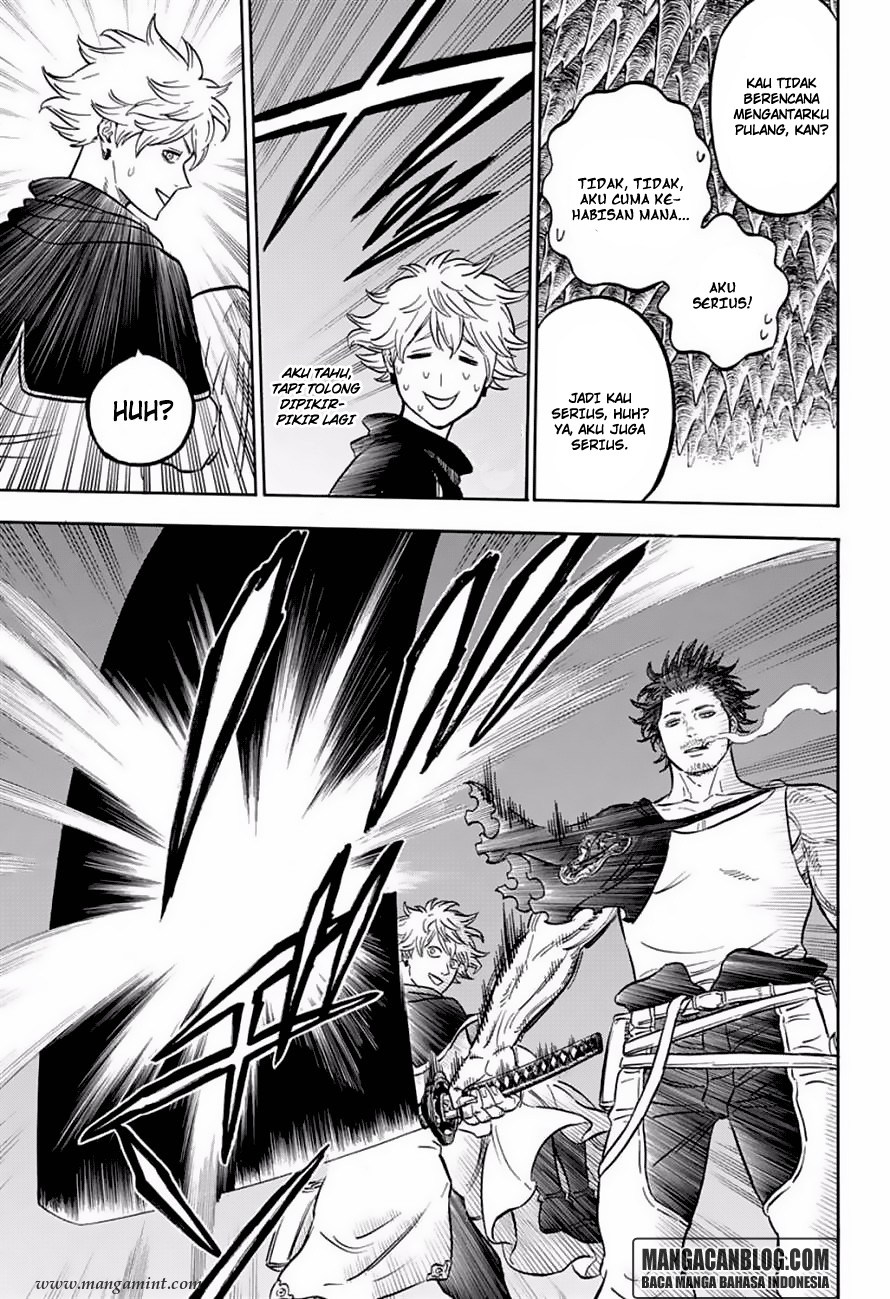 KAU TIDAK
BERENCANA
MENGANTARKU
PULANG, KAN?
TIDAK, TIDAK,
AKU CUMA KE-
HABISAN MANA...
AKU
SERIUS!
JADI KAU
SERIUS, HUH?
YA, AKU JUGA
SERIUS.
AKU TAHU,
TAPI TOLONG
DIPIKIR-
PIKIR LAGI
HUH?
MANGACANBLOG.COM
BACA MANGA BAHASA INDONESIA
www.mangamint.com